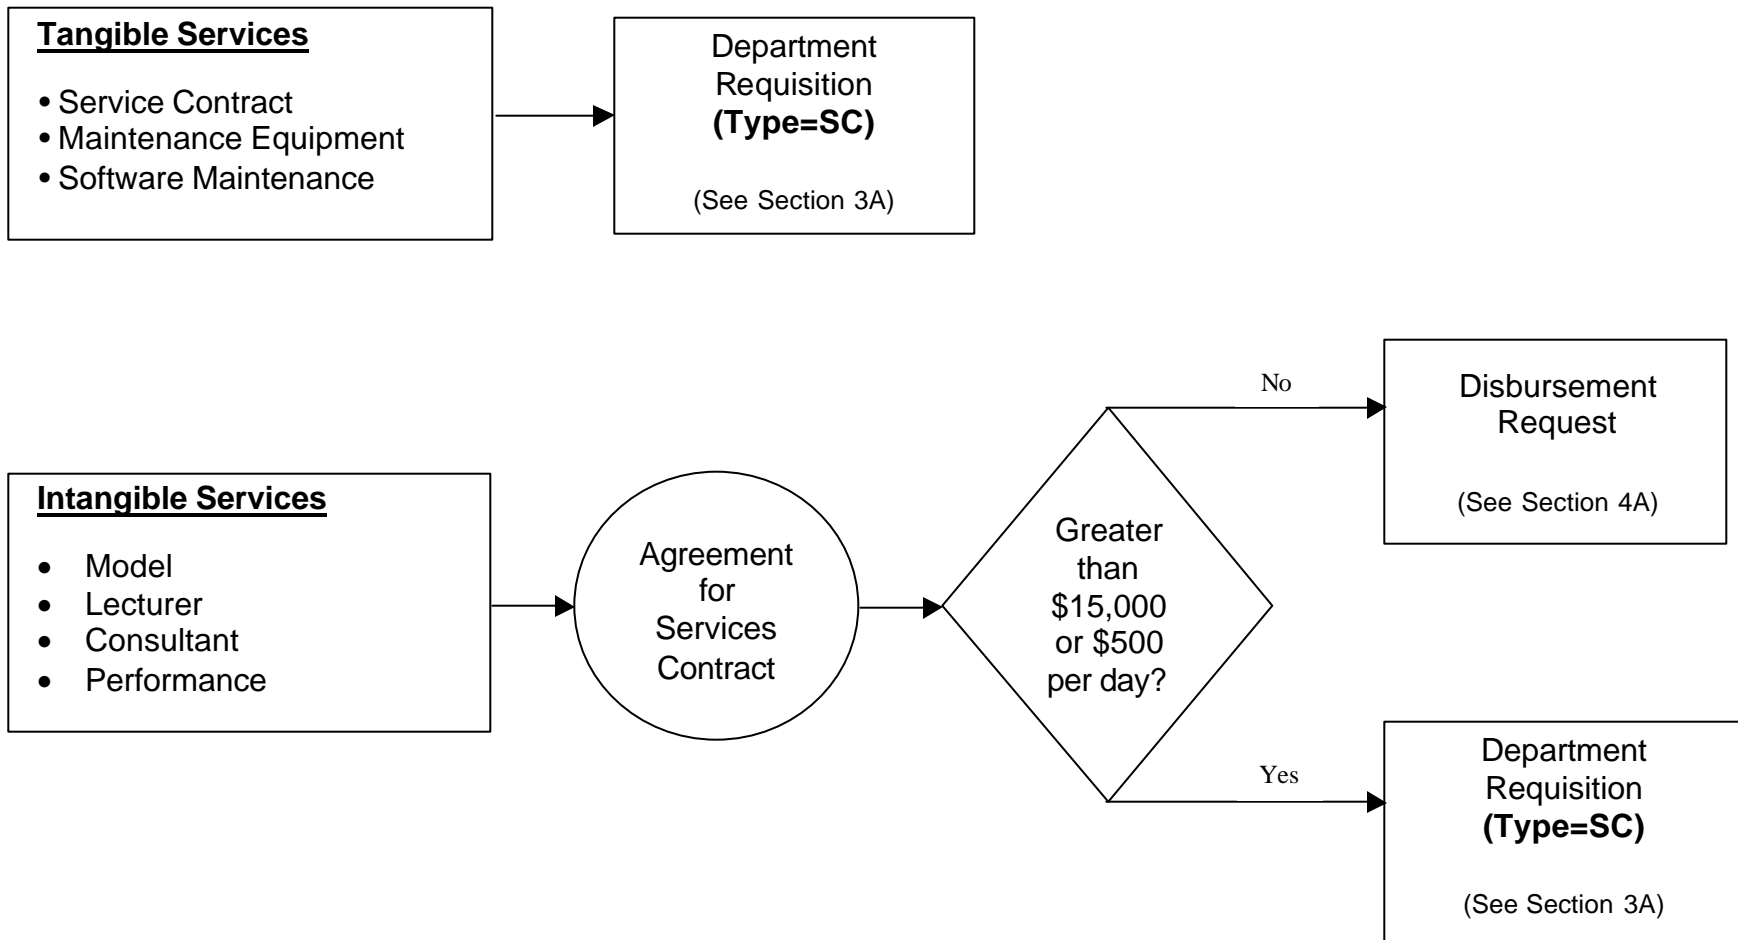 Tangible Services
• Service Contract
• Maintenance Equipment
• Software Maintenance
Department
Requisition
(Type=SC)
(See Section 3A)
Intangible Services
• Model
• Lecturer
• Consultant
• Performance
Agreement
for
Services
Contract
Greater
than
$15,000
or $500
per day?
No
Disbursement
Request
(See Section 4A)
Yes
Department
Requisition
(Type=SC)
(See Section 3A)